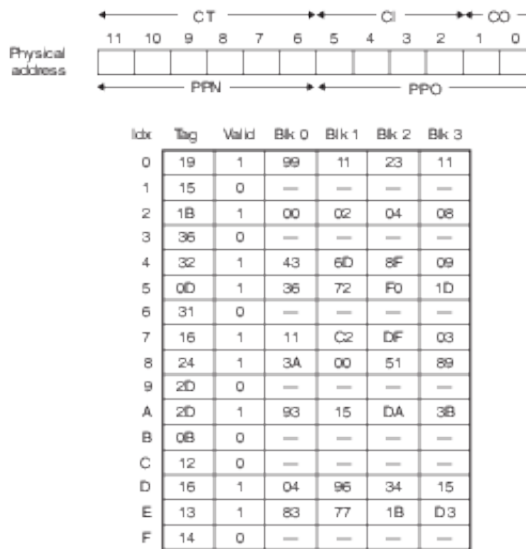 CT CI CO
11 10 9 8 7 6 5 4 3 2 1 0
Physical
address
PPN PPO
Idx Tag Valid Blk 0 Blk 1 Blk 2 Blk 3
0 19 1 99 11 23 11
1 15 0 — — — —
2 1B 1 00 02 04 08
3 36 0 — — — —
4 32 1 43 6D 8F 09
5 0D 1 36 72 F0 1D
6 31 0 — — — —
7 16 1 11 C2 DF 03
8 24 1 3A 00 51 89
9 2D 0 — — — —
A 2D 1 93 15 DA 3B
B 0B 0 — — — —
C 12 0 — — — —
D 16 1 04 96 34 15
E 13 1 83 77 1B D3
F 14 0 — — — —